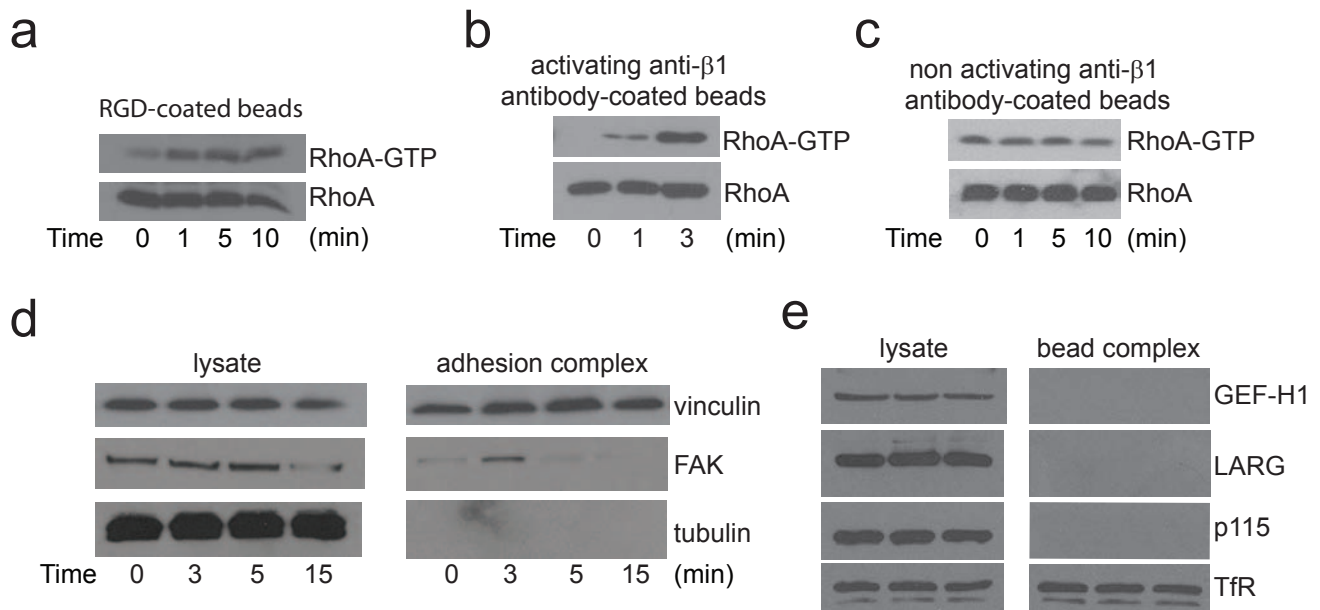 a
RGD-coated beads
RhoA-GTP
RhoA
Time 0 1 5 10 (min)
b
activating anti-β1
antibody-coated beads
RhoA-GTP
RhoA
Time 0 1 3 (min)
c
non activating anti-β1
antibody-coated beads
RhoA-GTP
RhoA
Time 0 1 5 10 (min)
d
lysate adhesion complex
vinculin
FAK
tubulin
Time 0 3 5 15 0 3 5 15 (min)
e
lysate bead complex
GEF-H1
LARG
p115
TfR